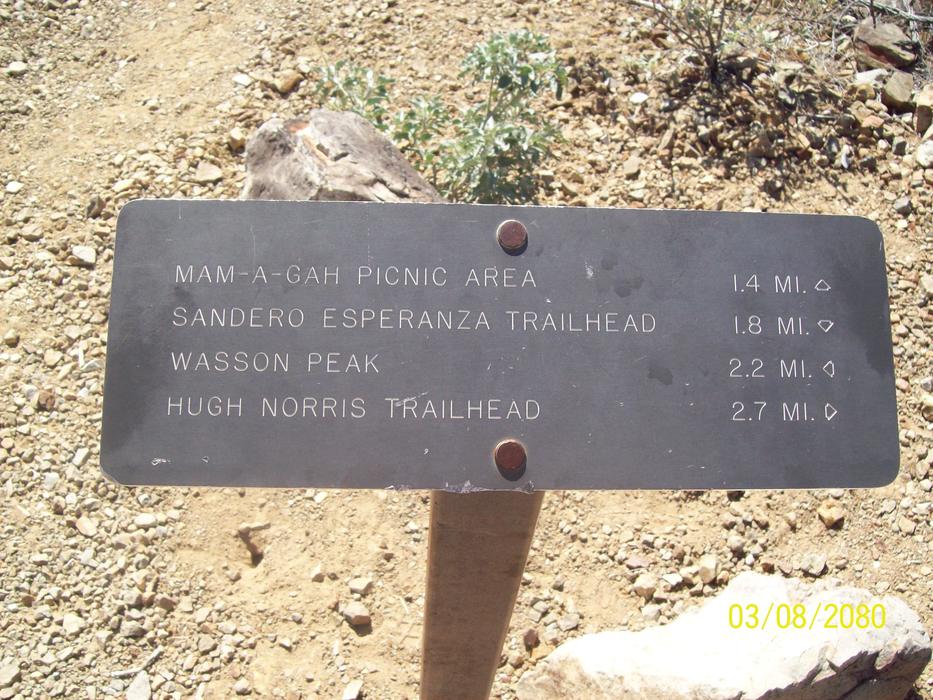 MAM-A-GAH PICNIC AREA 1.4 MI. △
SANDERO ESPERANZA TRAILHEAD 1.8 MI. ▽
WASSON PEAK 2.2 MI. ◁
HUGH NORRIS TRAILHEAD 2.7 MI. ▷
03/08/2080